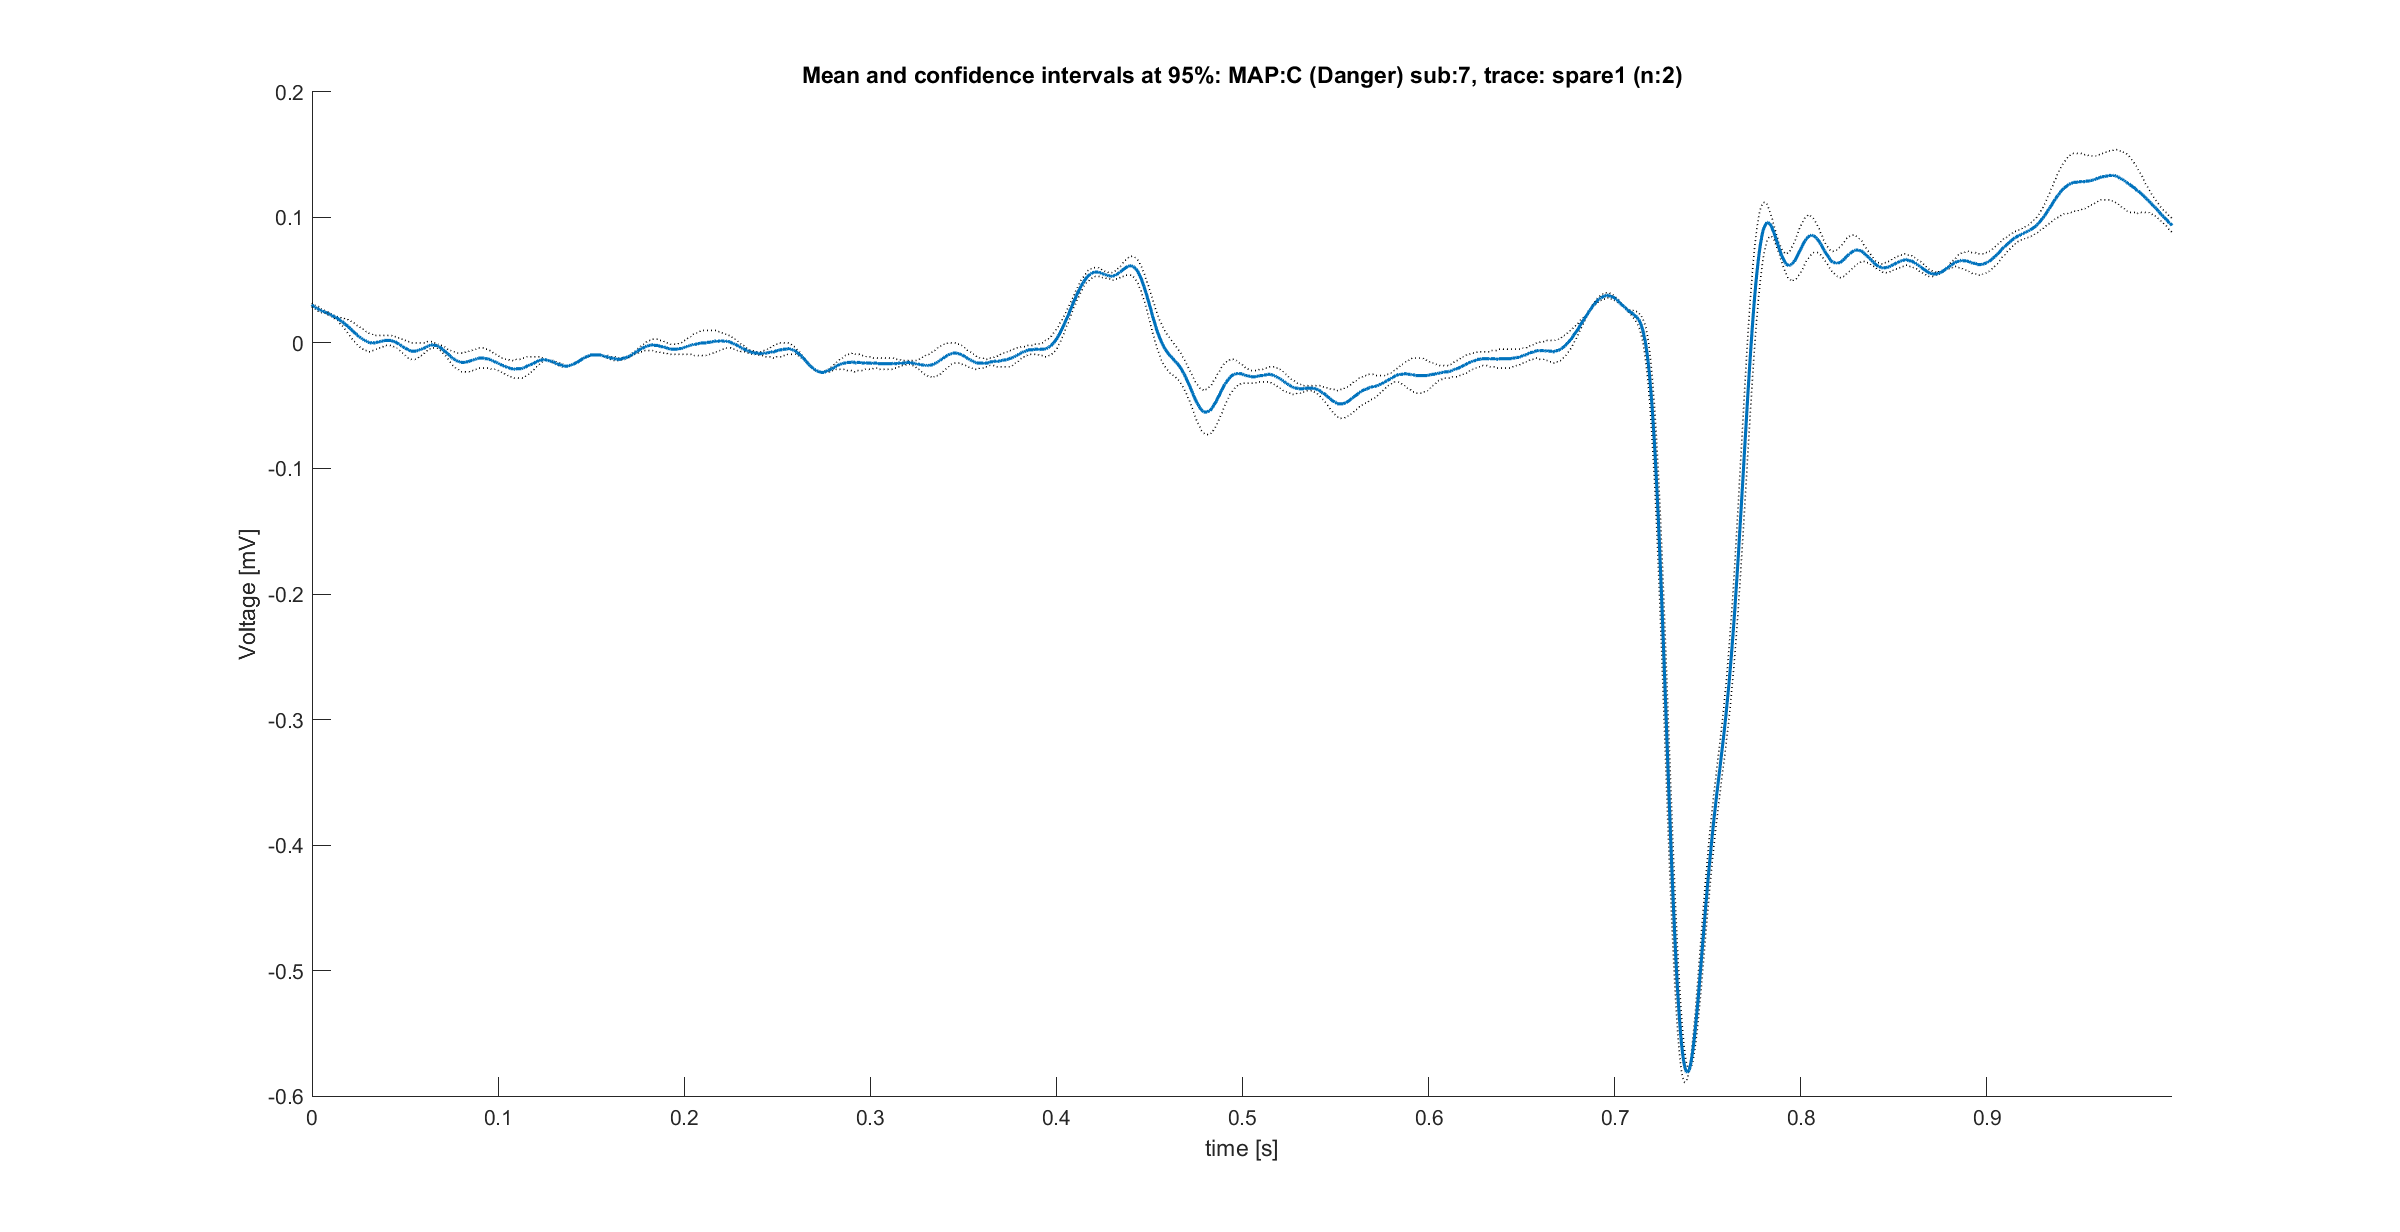 Mean and confidence intervals at 95%: MAP:C (Danger) sub:7, trace: spare1 (n:2)
0.2
0.1
0
-0.1
-0.2
-0.3
-0.4
-0.5
-0.6
Voltage [mV]
0 0.1 0.2 0.3 0.4 0.5 0.6 0.7 0.8 0.9
time [s]